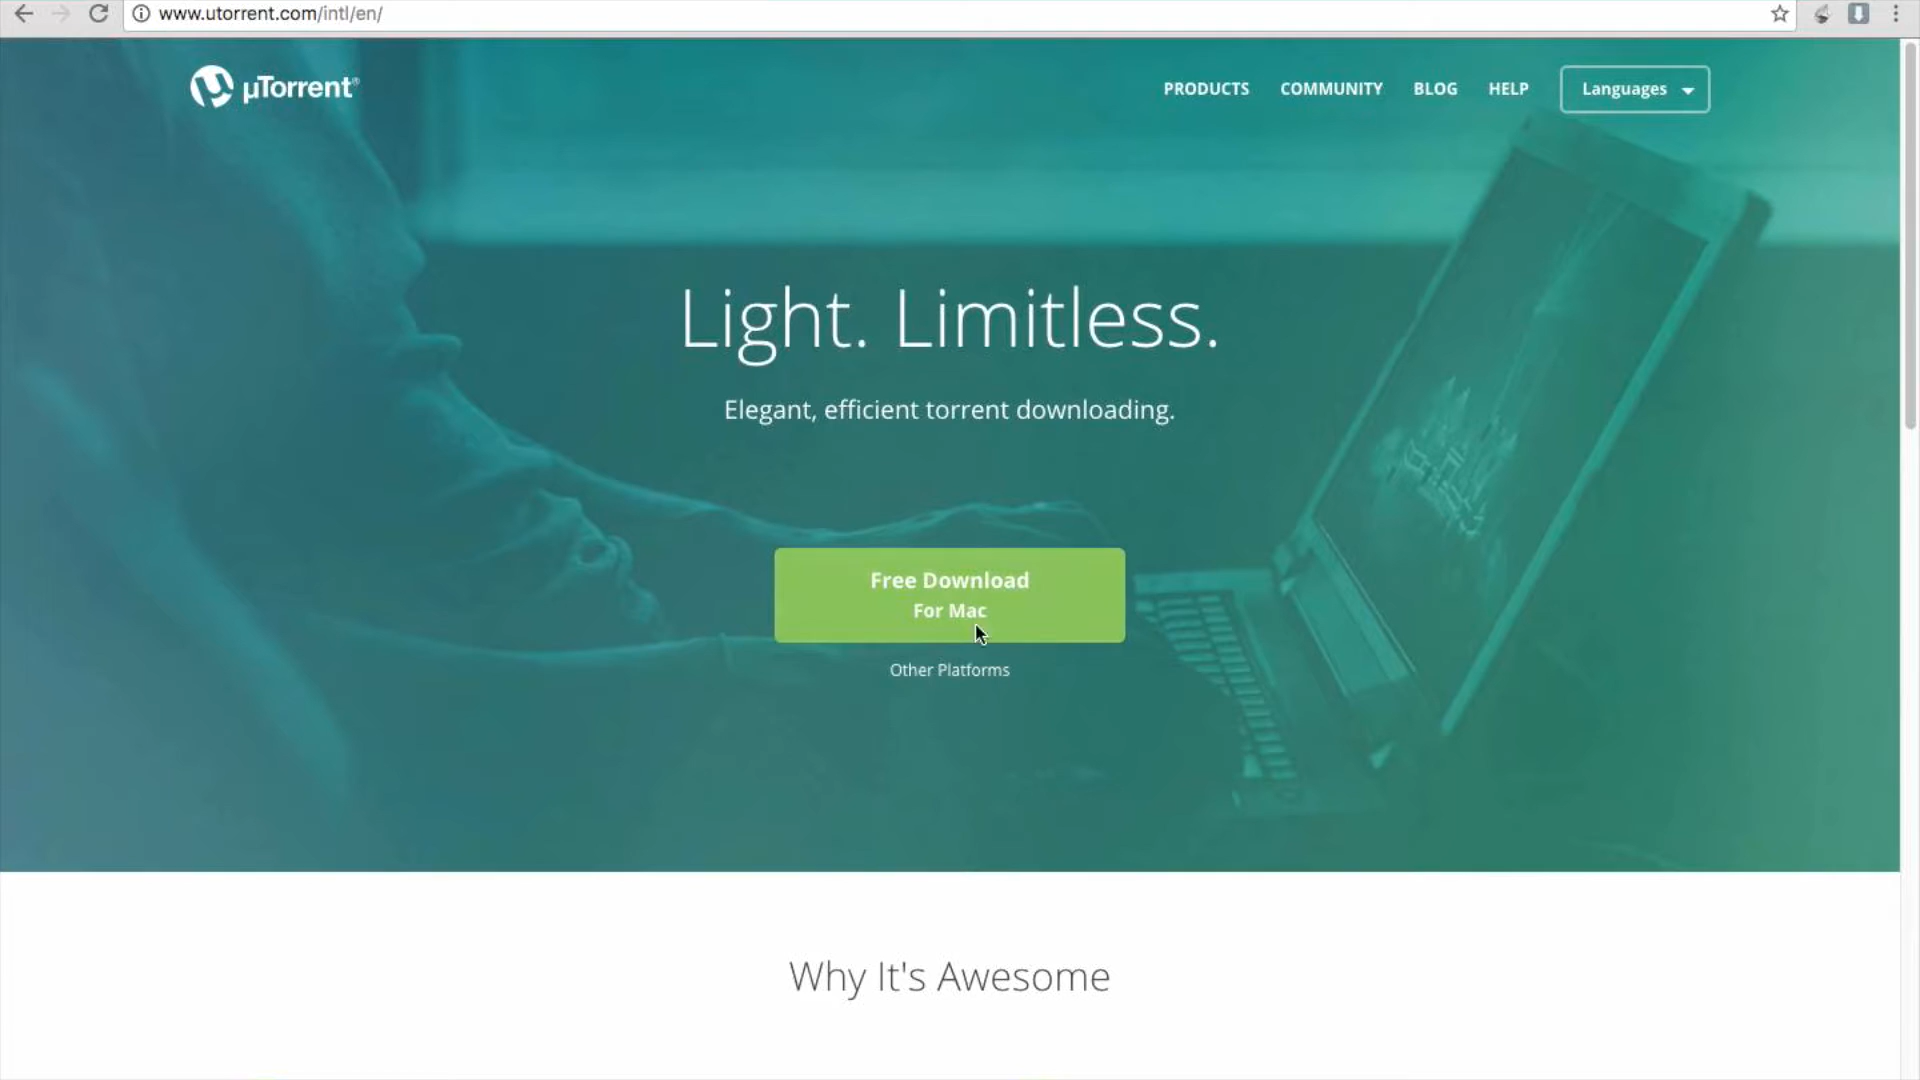 www.utorrent.com/intl/en/
µTorrent®
PRODUCTS COMMUNITY BLOG HELP Languages
Light. Limitless.
Elegant, efficient torrent downloading.
Free Download
For Mac
Other Platforms
Why It's Awesome